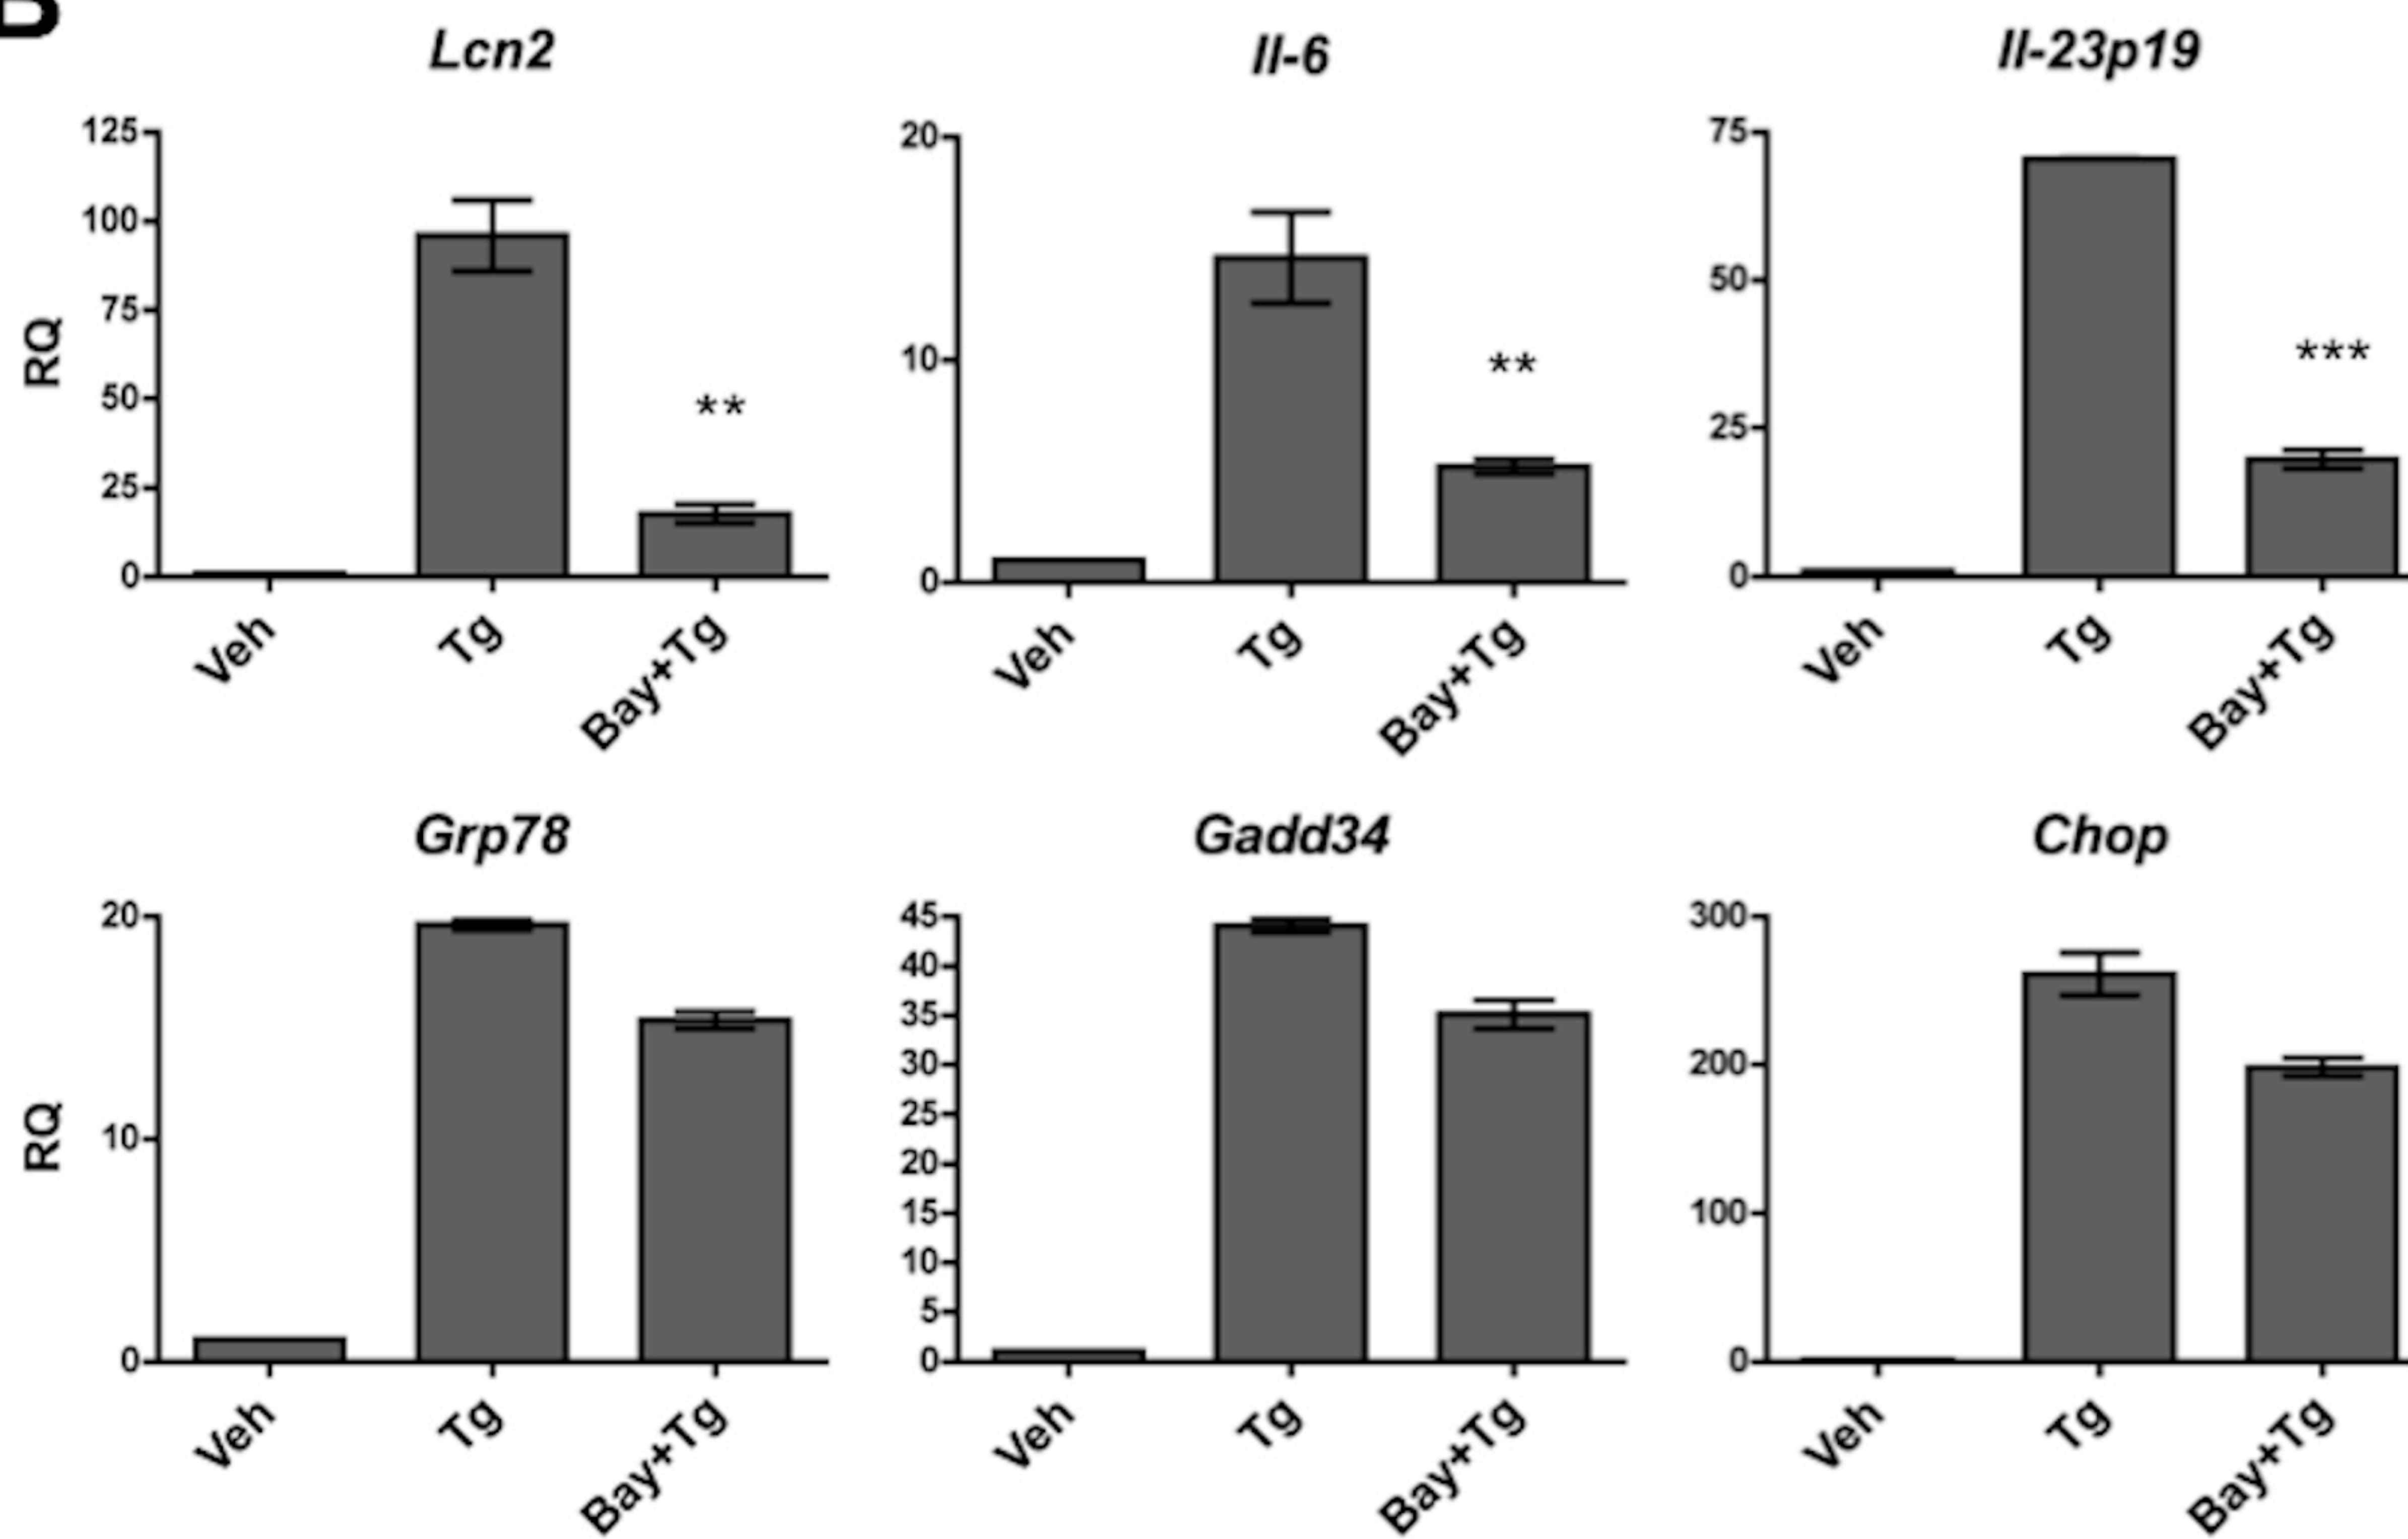 B
Lcn2
Il-6
Il-23p19
RQ
125
100
75
50
25
0
**
Veh
Tg
Bay+Tg
20
10
0
**
Veh
Tg
Bay+Tg
75
50
25
0
***
Veh
Tg
Bay+Tg
Grp78
Gadd34
Chop
RQ
20
10
0
Veh
Tg
Bay+Tg
45
40
35
30
25
20
15
10
5
0
Veh
Tg
Bay+Tg
300
200
100
0
Veh
Tg
Bay+Tg